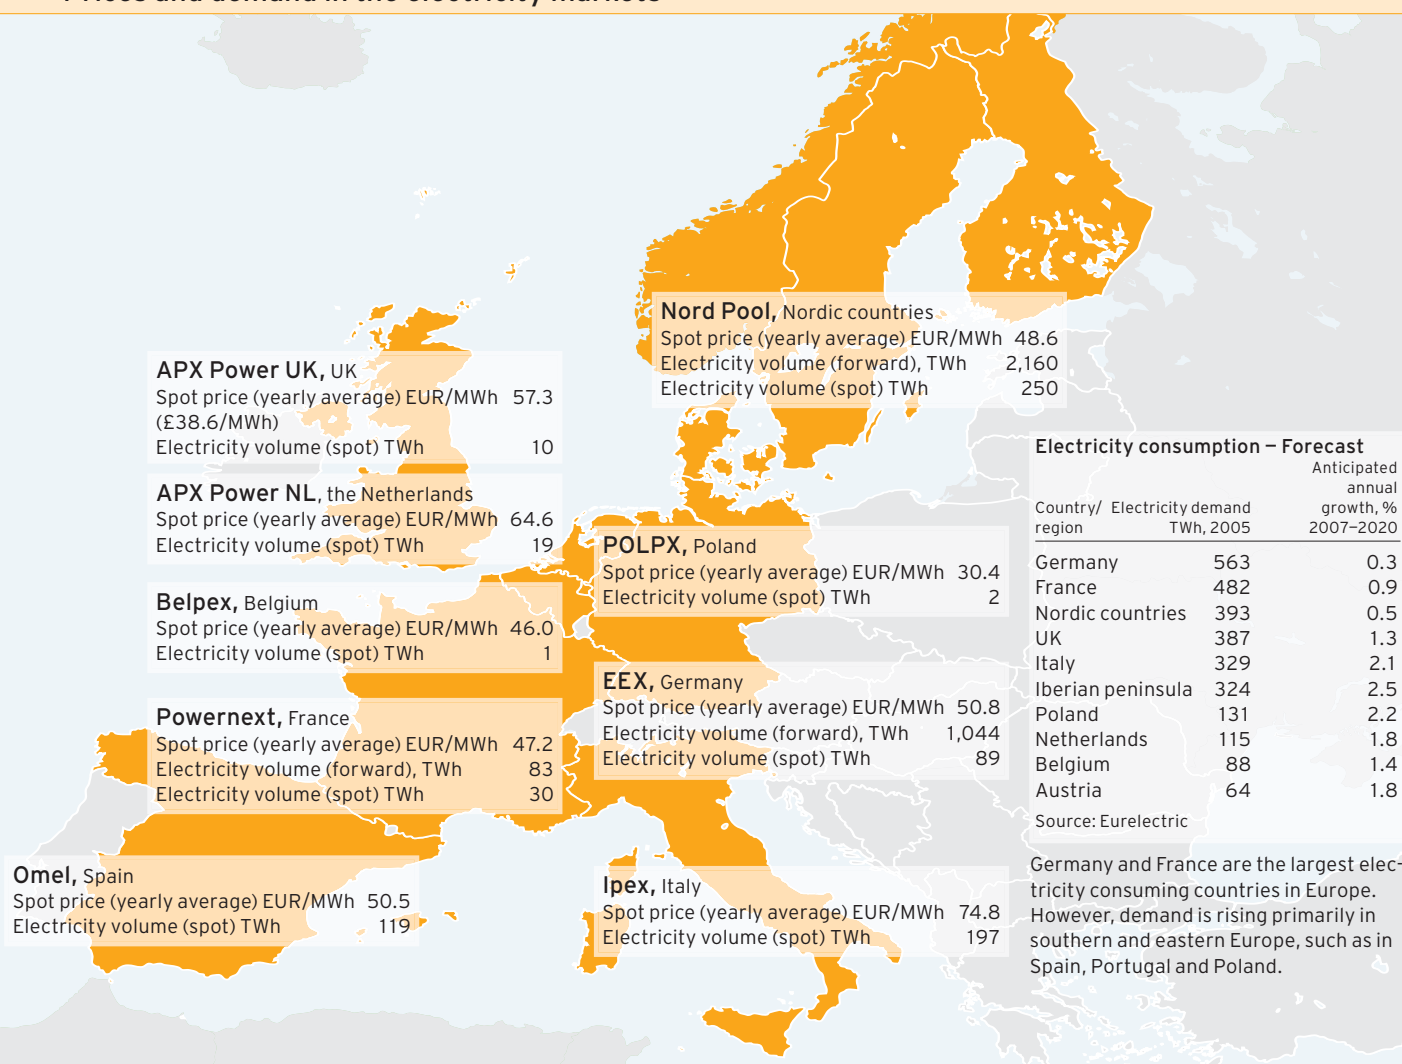 Prices and demand in the electricity markets
Nord Pool, Nordic countries
Spot price (yearly average) EUR/MWh 48.6
Electricity volume (forward), TWh 2,160
Electricity volume (spot) TWh 250
APX Power UK, UK
Spot price (yearly average) EUR/MWh 57.3
(£38.6/MWh)
Electricity volume (spot) TWh 10
APX Power NL, the Netherlands
Spot price (yearly average) EUR/MWh 64.6
Electricity volume (spot) TWh 19
POLPX, Poland
Spot price (yearly average) EUR/MWh 30.4
Electricity volume (spot) TWh 2
Belpex, Belgium
Spot price (yearly average) EUR/MWh 46.0
Electricity volume (spot) TWh 1
EEX, Germany
Spot price (yearly average) EUR/MWh 50.8
Electricity volume (forward), TWh 1,044
Electricity volume (spot) TWh 89
Powernext, France
Spot price (yearly average) EUR/MWh 47.2
Electricity volume (forward), TWh 83
Electricity volume (spot) TWh 30
Omel, Spain
Spot price (yearly average) EUR/MWh 50.5
Electricity volume (spot) TWh 119
Ipex, Italy
Spot price (yearly average) EUR/MWh 74.8
Electricity volume (spot) TWh 197
Electricity consumption – Forecast
Anticipated
annual
Country/ Electricity demand growth, %
region TWh, 2005 2007–2020
Germany 563 0.3
France 482 0.9
Nordic countries 393 0.5
UK 387 1.3
Italy 329 2.1
Iberian peninsula 324 2.5
Poland 131 2.2
Netherlands 115 1.8
Belgium 88 1.4
Austria 64 1.8
Source: Eurelectric
Germany and France are the largest elec-
tricity consuming countries in Europe.
However, demand is rising primarily in
southern and eastern Europe, such as in
Spain, Portugal and Poland.